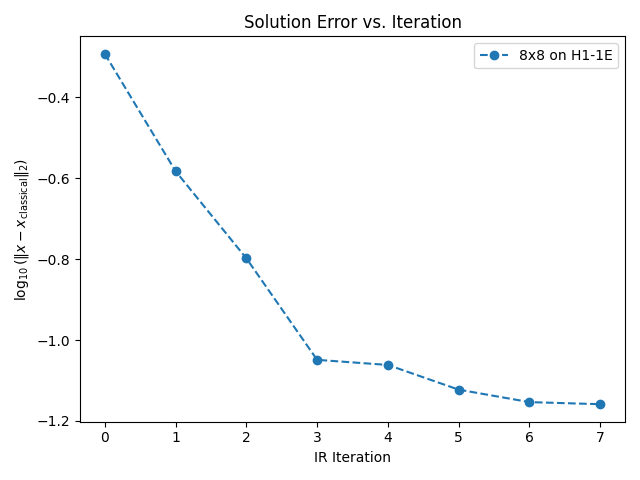 Solution Error vs. Iteration
8x8 on H1-1E
log₁₀(‖x − x_classical‖₂)
−0.4
−0.6
−0.8
−1.0
−1.2
0 1 2 3 4 5 6 7
IR Iteration